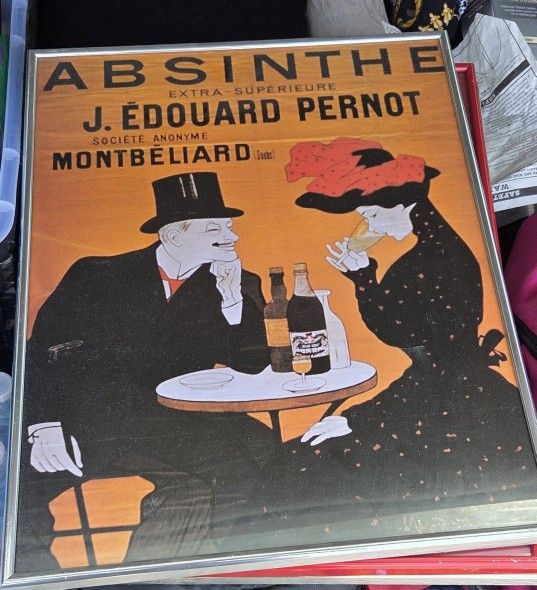 ABSINTHE
EXTRA-SUPÉRIEURE
J. ÉDOUARD PERNOT
SOCIÉTÉ ANONYME
MONTBÉLIARD (Doubs)